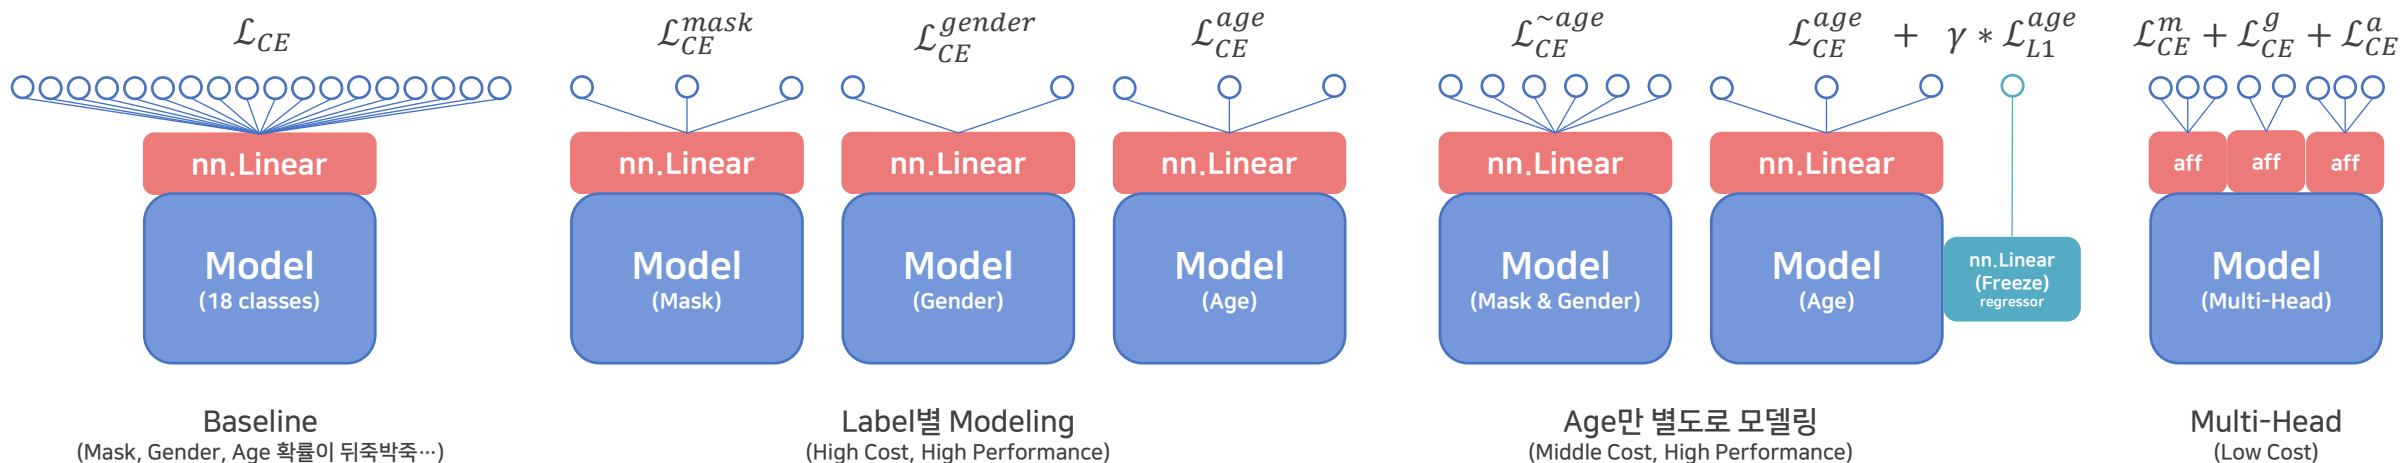 ℒ_CE
nn.Linear
Model
(18 classes)
Baseline
(Mask, Gender, Age 확률이 뒤죽박죽…)
ℒ_CE^mask
ℒ_CE^gender
ℒ_CE^age
nn.Linear
nn.Linear
nn.Linear
Model
(Mask)
Model
(Gender)
Model
(Age)
Label별 Modeling
(High Cost, High Performance)
ℒ_CE^~age
ℒ_CE^age + γ ∗ ℒ_L1^age
nn.Linear
nn.Linear
Model
(Mask & Gender)
Model
(Age)
nn.Linear
(Freeze)
regressor
Age만 별도로 모델링
(Middle Cost, High Performance)
ℒ_CE^m + ℒ_CE^g + ℒ_CE^a
aff
aff
aff
Model
(Multi-Head)
Multi-Head
(Low Cost)